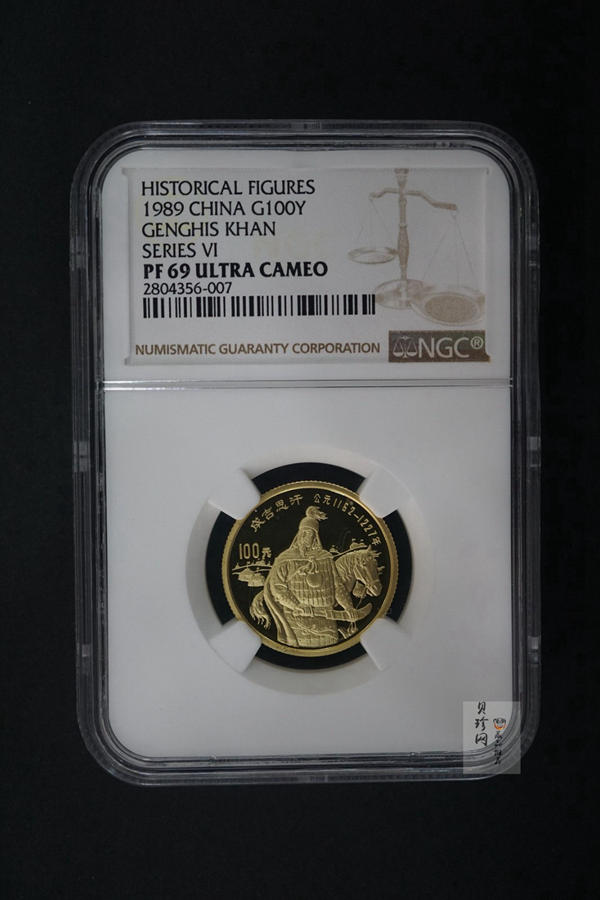 HISTORICAL FIGURES
1989 CHINA G100Y
GENGHIS KHAN
SERIES VI
PF 69 ULTRA CAMEO
2804356-007
NUMISMATIC GUARANTY CORPORATION
NGC®
成吉思汗 公元1162-1227年
100元
贝珍网